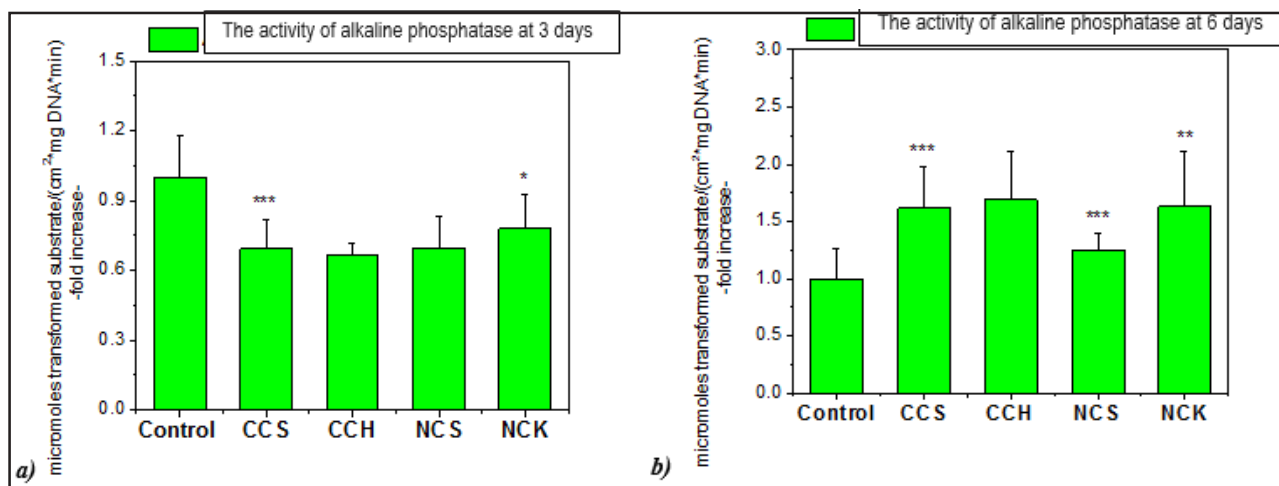 The activity of alkaline phosphatase at 3 days
micromoles transformed substrate/(cm²*mg DNA*min)
-fold increase-
1.5
1.2
0.9
0.6
0.3
0.0
***
*
Control CCS CCH NCS NCK
a)
The activity of alkaline phosphatase at 6 days
micromoles transformed substrate/(cm²*mg DNA*min)
-fold increase-
3.0
2.5
2.0
1.5
1.0
0.5
0.0
***
***
**
Control CCS CCH NCS NCK
b)